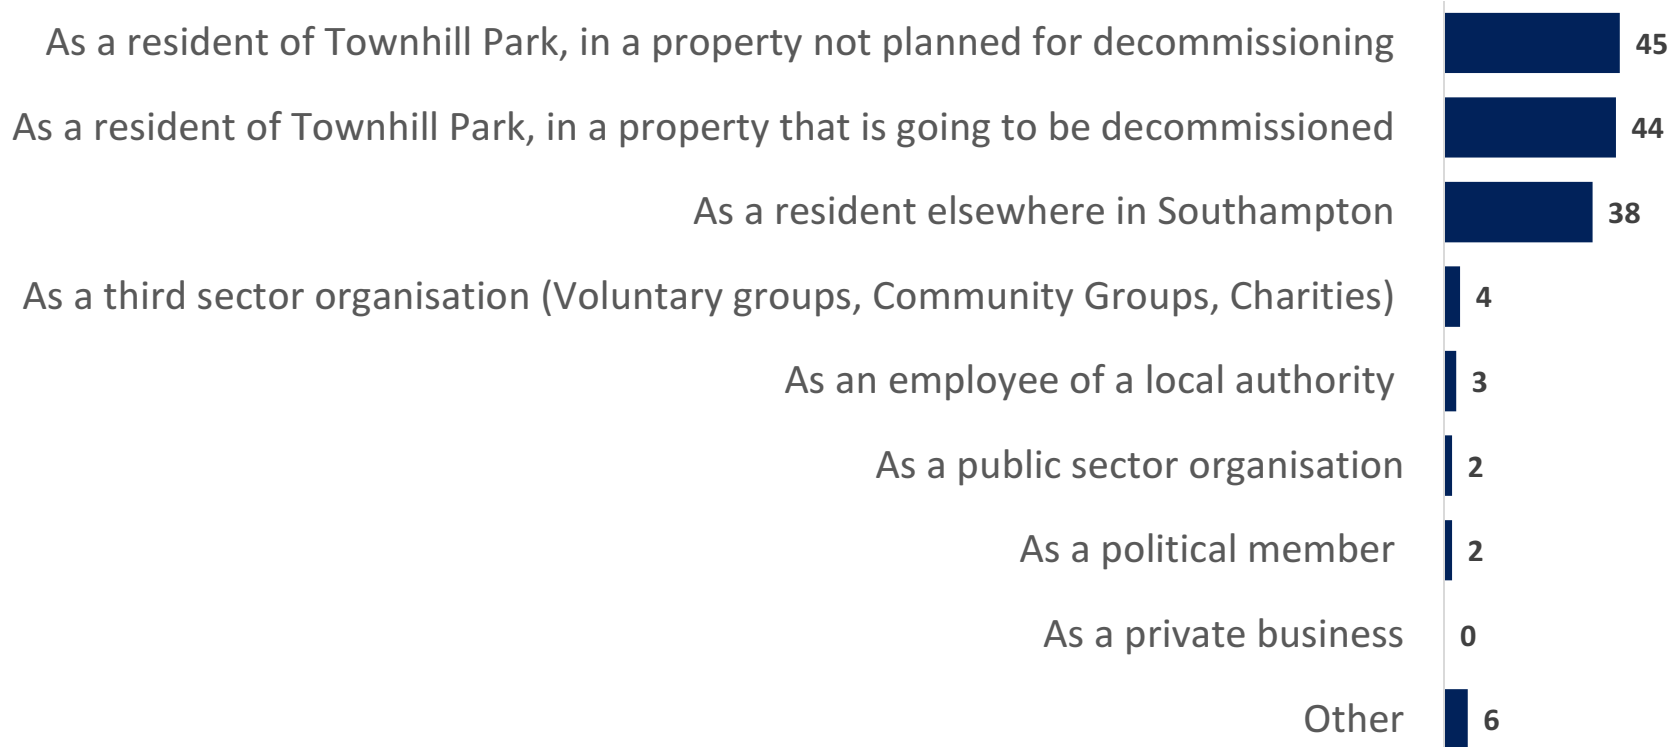 As a resident of Townhill Park, in a property not planned for decommissioning 45
As a resident of Townhill Park, in a property that is going to be decommissioned 44
As a resident elsewhere in Southampton 38
As a third sector organisation (Voluntary groups, Community Groups, Charities) 4
As an employee of a local authority 3
As a public sector organisation 2
As a political member 2
As a private business 0
Other 6